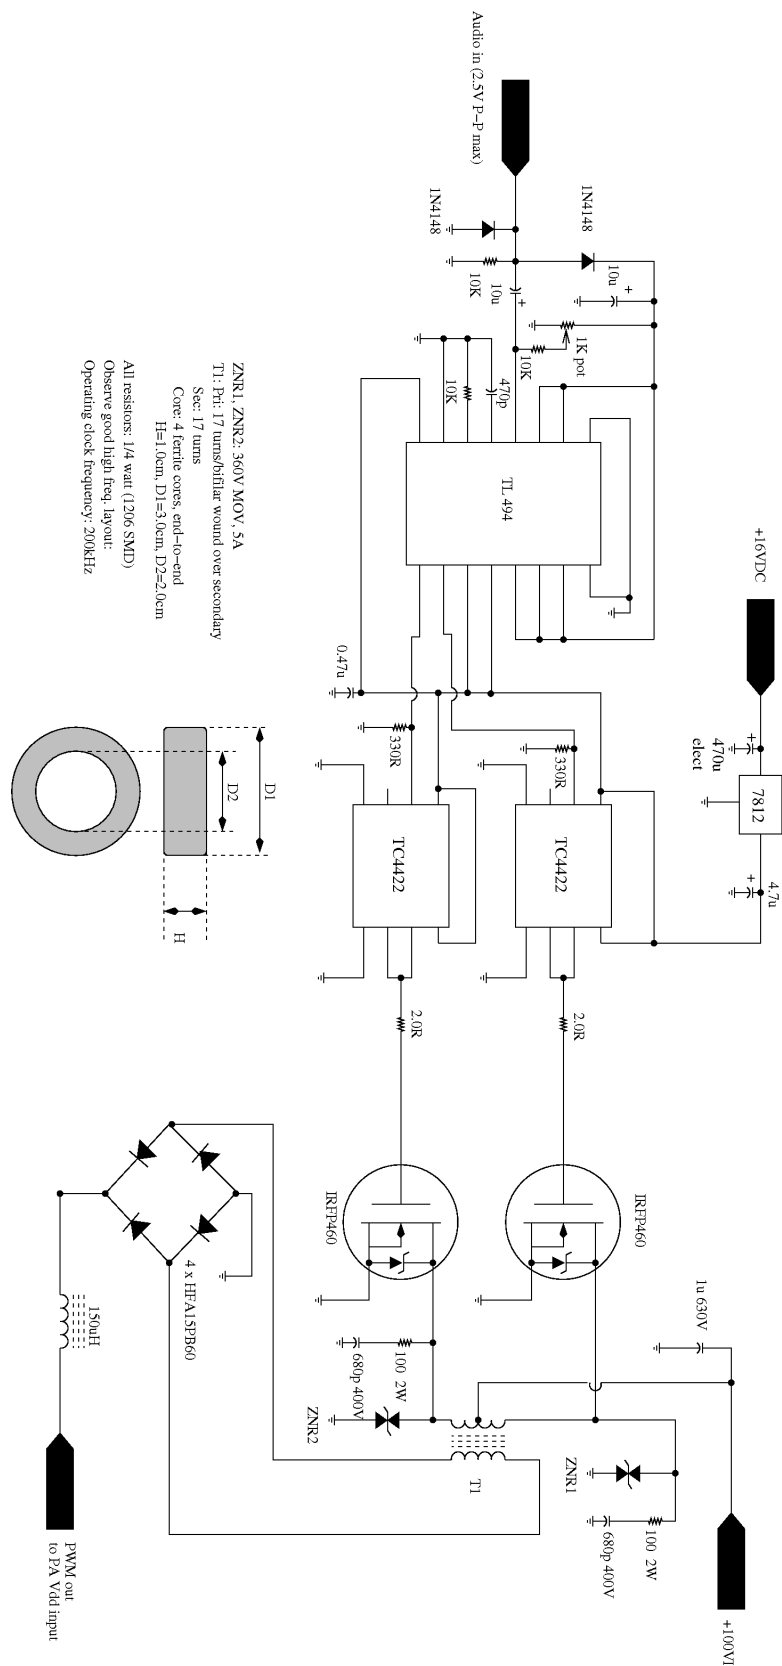 Audio in (2.5V P-P max)
1N4148
1N4148
10K
10u
+
10u
+
1K pot
10K
470p
10K
TL 494
+16VDC
+
470u
elect
7812
+
4.7u
0.47u
330R
330R
TC4422
TC4422
2.0R
2.0R
IRFP460
IRFP460
1u 630V
100 2W
680p 400V
ZNR2
ZNR1
100 2W
680p 400V
T1
+100V
4 x HFA15PB60
150uH
PWM out
to PA Vdd input
ZNR1, ZNR2: 360V MOV, 5A
T1: Pri: 17 turns/bifilar wound over secondary
Sec: 17 turns
Core: 4 ferrite cores, end-to-end
H=1.0cm, D1=3.0cm, D2=2.0cm
All resistors: 1/4 watt (1206 SMD)
Observe good high freq. layout:
Operating clock frequency: 200kHz
D1
D2
H